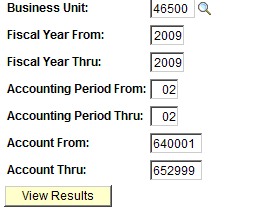 Business Unit: 46500
Fiscal Year From: 2009
Fiscal Year Thru: 2009
Accounting Period From: 02
Accounting Period Thru: 02
Account From: 640001
Account Thru: 652999
View Results